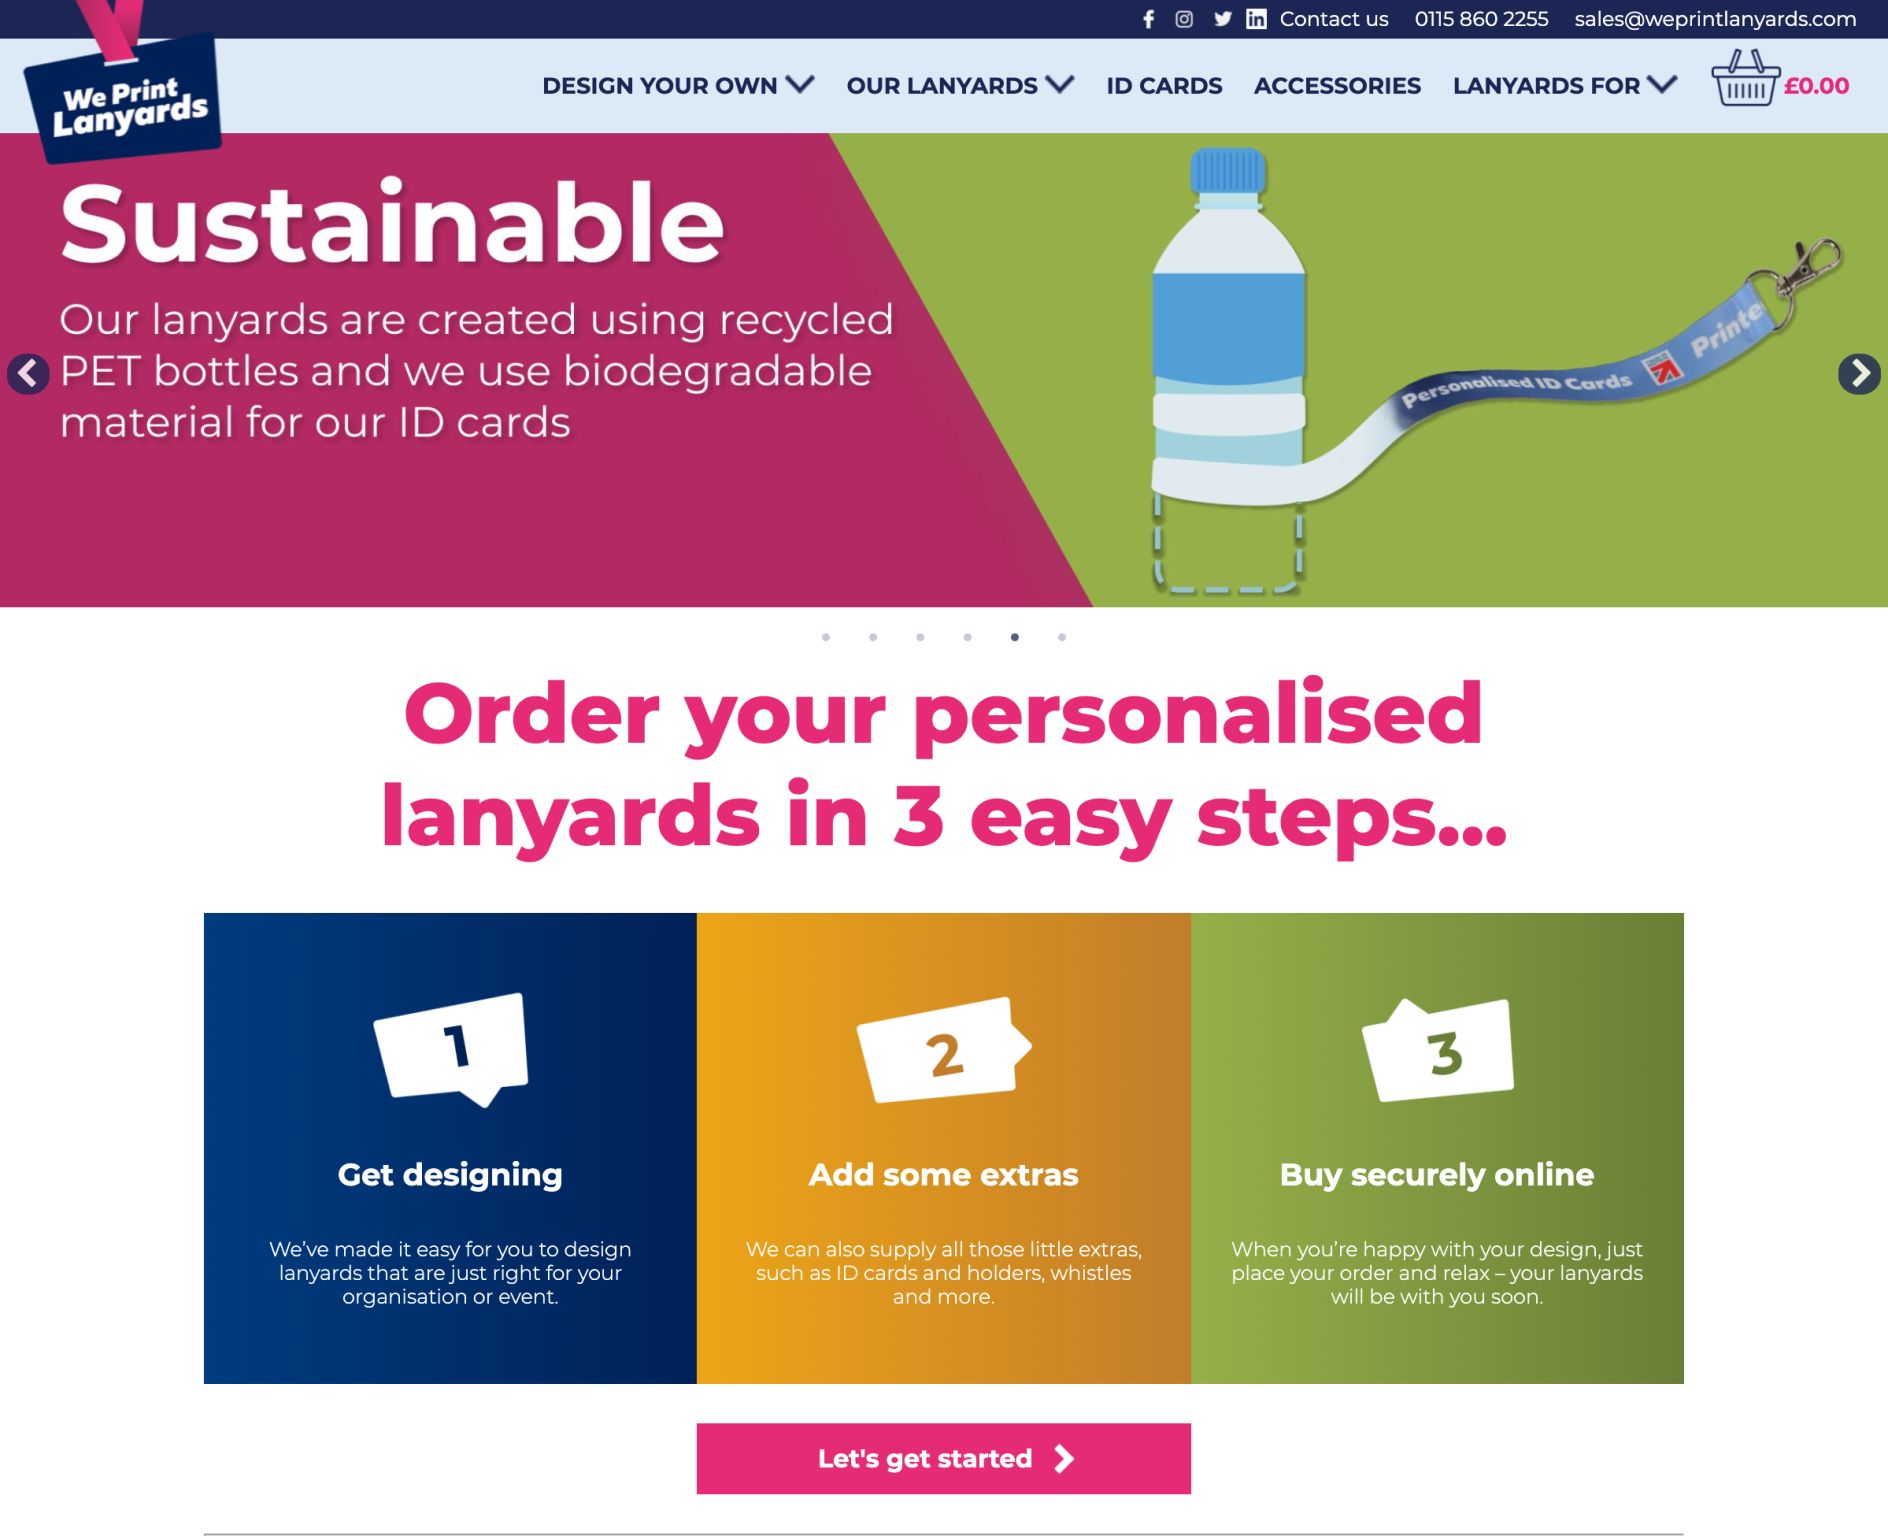 Contact us 0115 860 2255 sales@weprintlanyards.com
We Print
Lanyards
DESIGN YOUR OWN OUR LANYARDS ID CARDS ACCESSORIES LANYARDS FOR £0.00
Sustainable
Our lanyards are created using recycled
PET bottles and we use biodegradable
material for our ID cards
Personalised ID Cards Printe
Order your personalised
lanyards in 3 easy steps...
1
Get designing
We've made it easy for you to design
lanyards that are just right for your
organisation or event.
2
Add some extras
We can also supply all those little extras,
such as ID cards and holders, whistles
and more.
3
Buy securely online
When you're happy with your design, just
place your order and relax – your lanyards
will be with you soon.
Let's get started